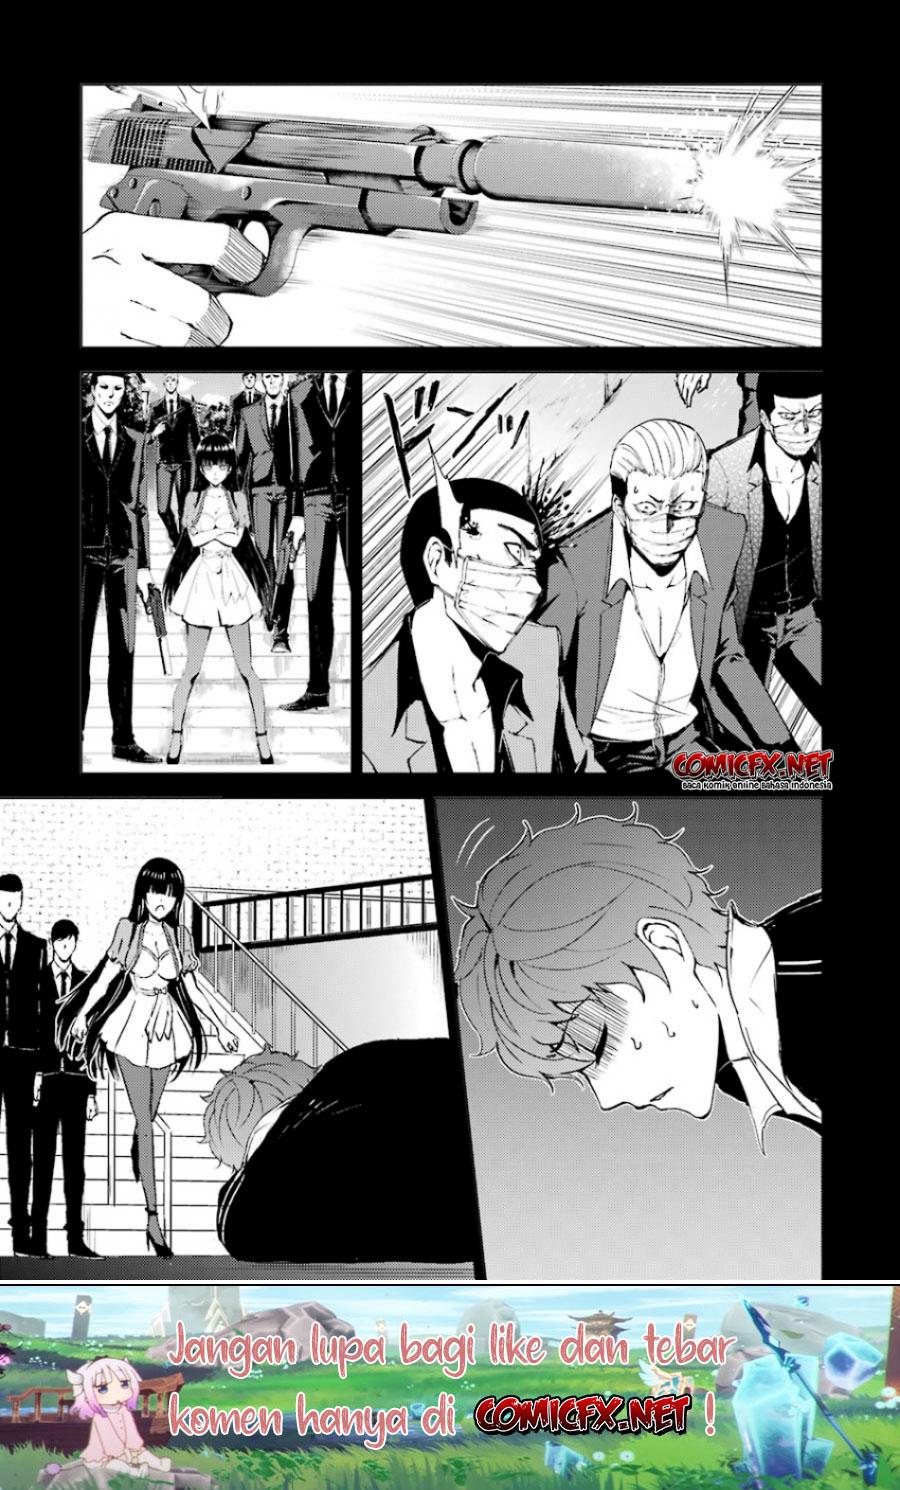 ドッ
COMICFX.NET
Baca Komik Online Bahasa Indonesia
Jangan lupa bagi like dan tebar
komen hanya di COMICFX.NET !